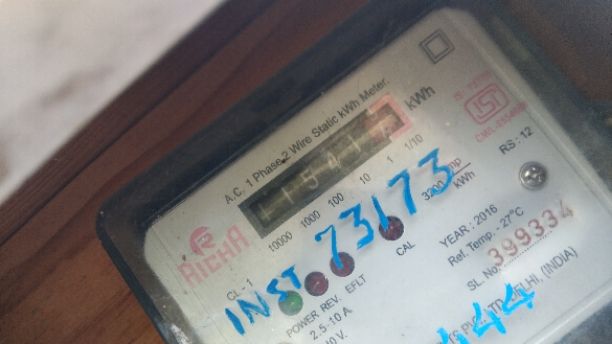 kWh
A.C. 1 Phase 2 Wire Static kWh Meter.
10000 1000 100 10 1 1/10
RICHA
CL - 1
3200 imp/kWh
RS : 12
INST 73173
POWER REV. EFLT CAL
YEAR : 2016
Ref. Temp. - 27°C
SL. No. 399334
2.5-10 A
DELHI, (INDIA)
444